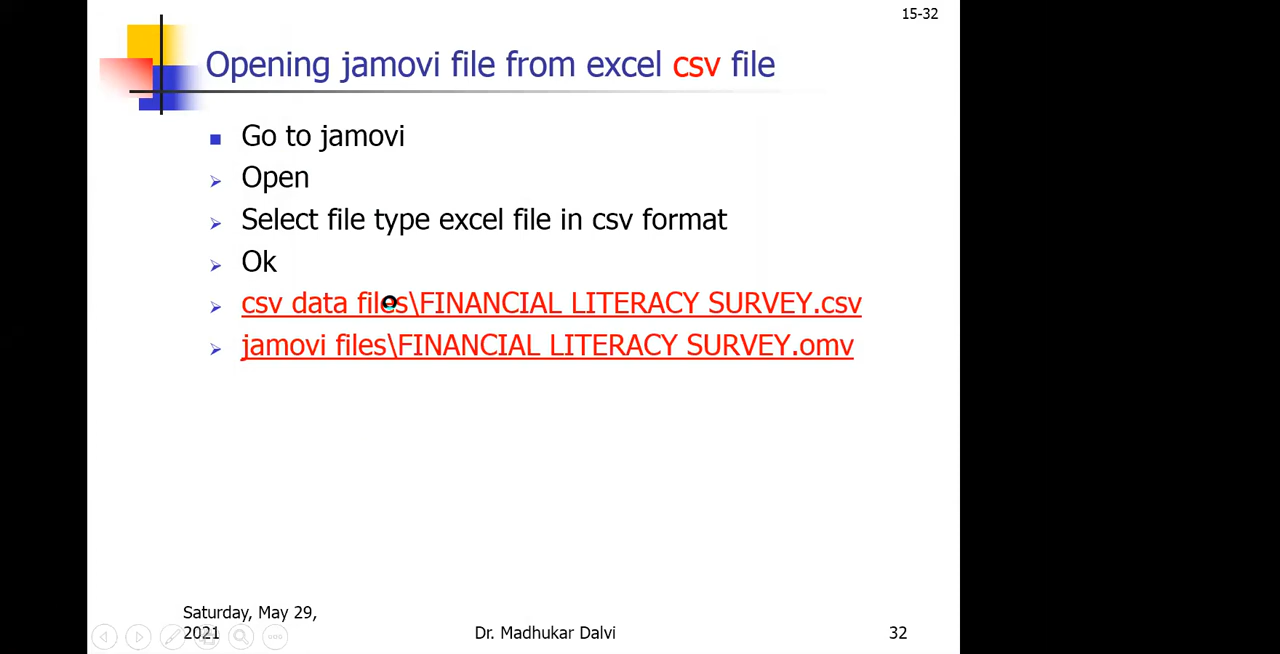 15-32
Opening jamovi file from excel csv file
Go to jamovi
Open
Select file type excel file in csv format
Ok
csv data files\FINANCIAL LITERACY SURVEY.csv
jamovi files\FINANCIAL LITERACY SURVEY.omv
Saturday, May 29,
2021
Dr. Madhukar Dalvi
32